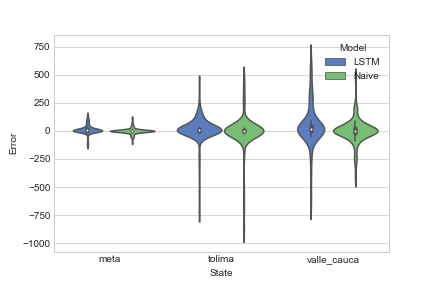 Model
LSTM
Naive
750
500
250
0
−250
−500
−750
−1000
Error
meta
tolima
valle_cauca
State